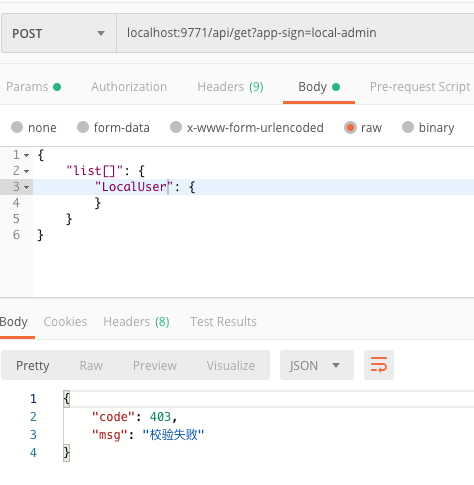 POST localhost:9771/api/get?app-sign=local-admin
Params Authorization Headers (9) Body Pre-request Script
none form-data x-www-form-urlencoded raw binary
1 {
2 "list[]": {
3 "LocalUser": {
4 }
5 }
6 }
Body Cookies Headers (8) Test Results
Pretty Raw Preview Visualize JSON
1 {
2 "code": 403,
3 "msg": "校验失败"
4 }